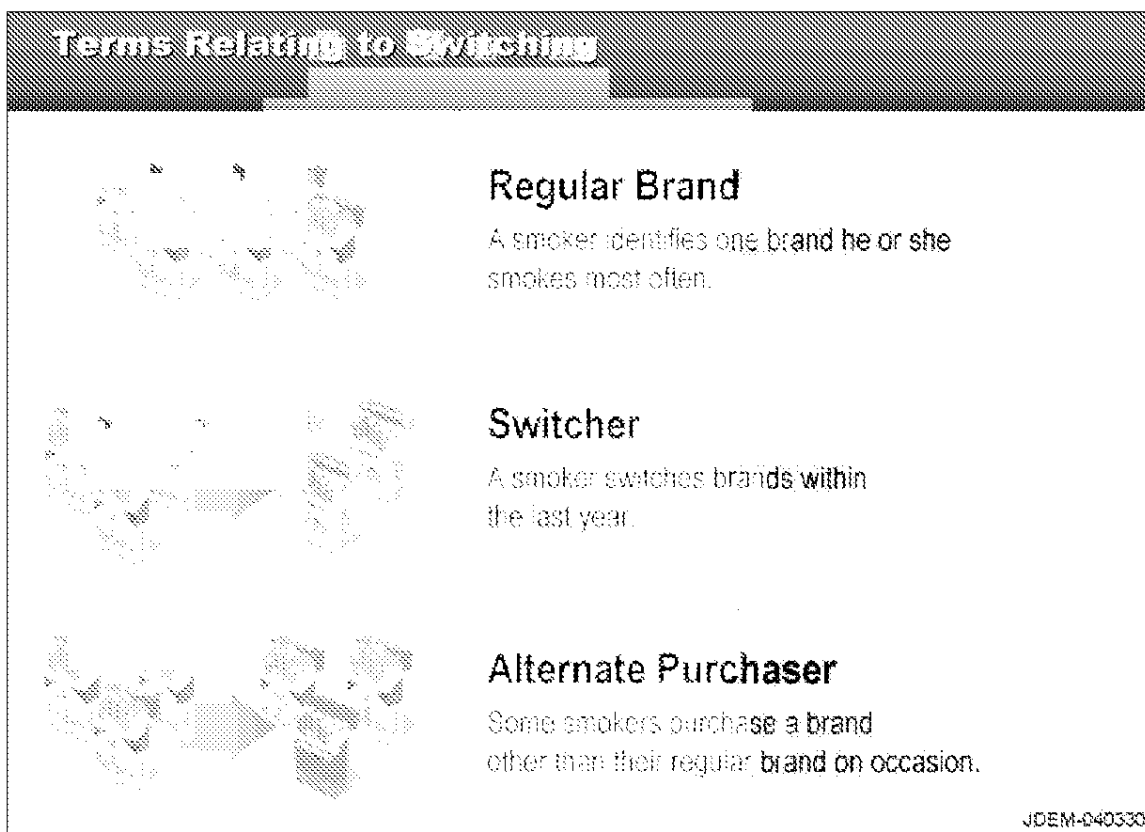 Terms Relating to Switching
Regular Brand
A smoker identifies one brand he or she
smokes most often.
Switcher
A smoker switches brands within
the last year.
Alternate Purchaser
Some smokers purchase a brand
other than their regular brand on occasion.
JDEM-040330